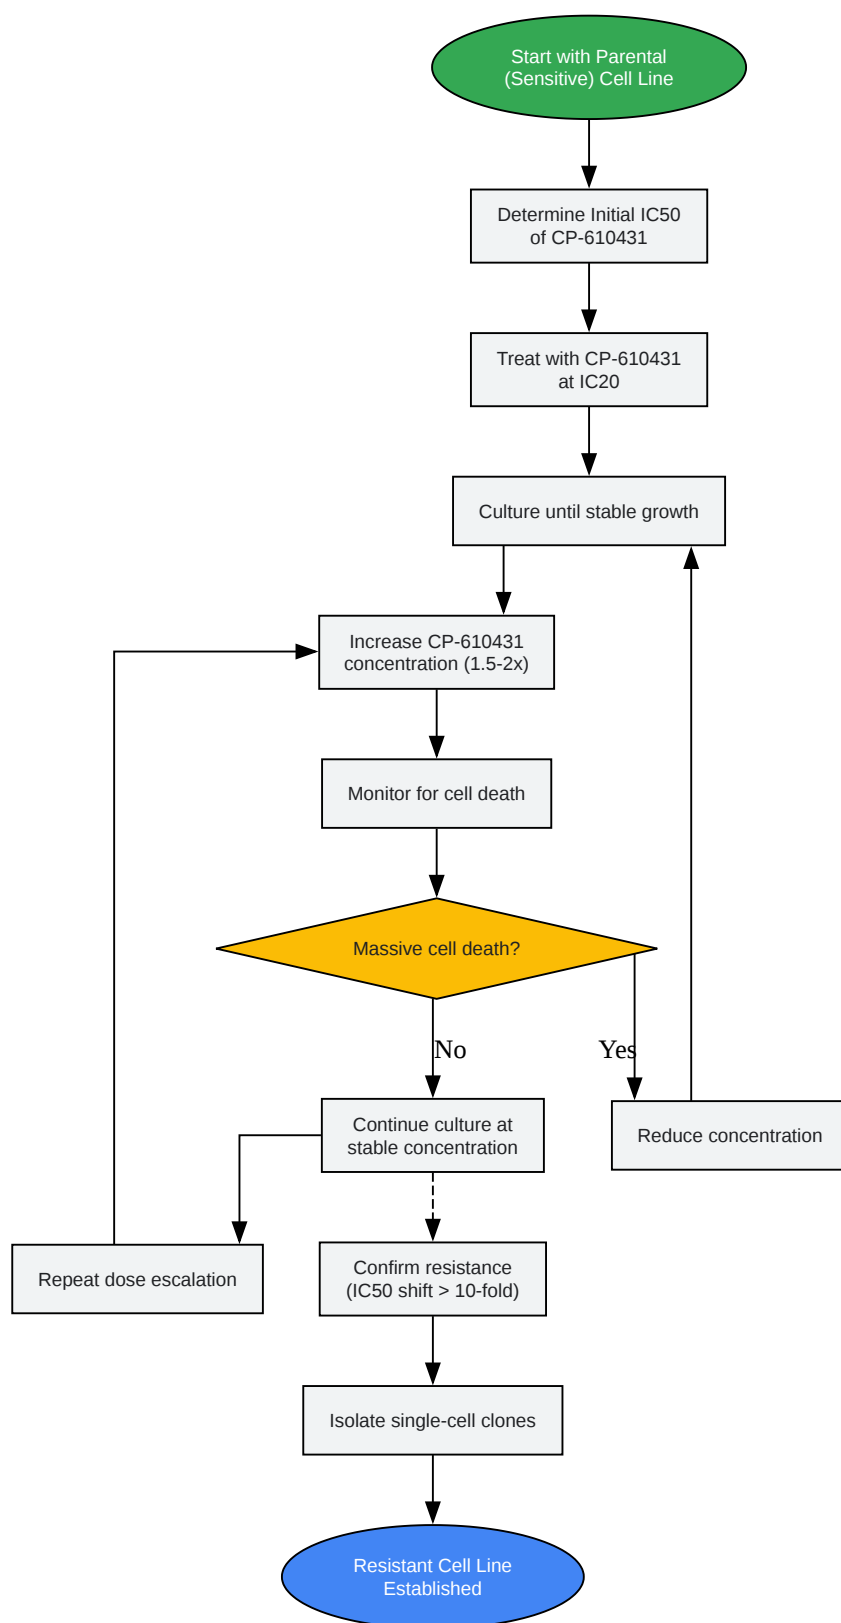 Start with Parental
(Sensitive) Cell Line
Determine Initial IC50
of CP-610431
Treat with CP-610431
at IC20
Culture until stable growth
Increase CP-610431
concentration (1.5-2x)
Monitor for cell death
Massive cell death?
No
Yes
Continue culture at
stable concentration
Reduce concentration
Repeat dose escalation
Confirm resistance
(IC50 shift > 10-fold)
Isolate single-cell clones
Resistant Cell Line
Established